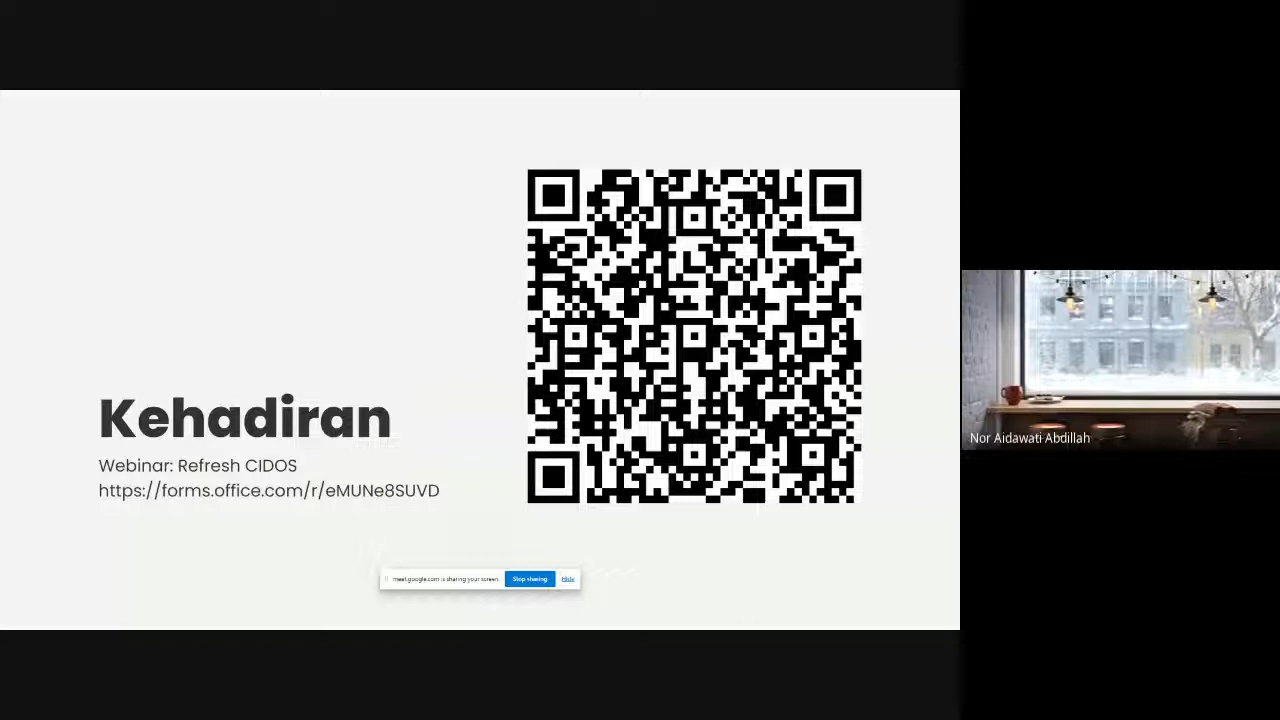 Kehadiran
Webinar: Refresh CIDOS
https://forms.office.com/r/eMUNe8SUVD
meet.google.com is sharing your screen.
Stop sharing
Hide
Nor Aidawati Abdillah